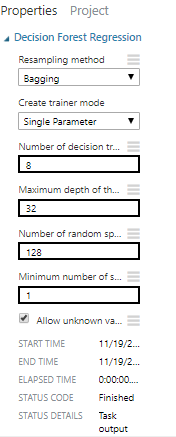 Properties Project
Decision Forest Regression
Resampling method
Bagging
Create trainer mode
Single Parameter
Number of decision tr...
8
Maximum depth of th...
32
Number of random sp...
128
Minimum number of s...
1
Allow unknown va...
START TIME 11/19/2...
END TIME 11/19/2...
ELAPSED TIME 0:00:00....
STATUS CODE Finished
STATUS DETAILS Task
output